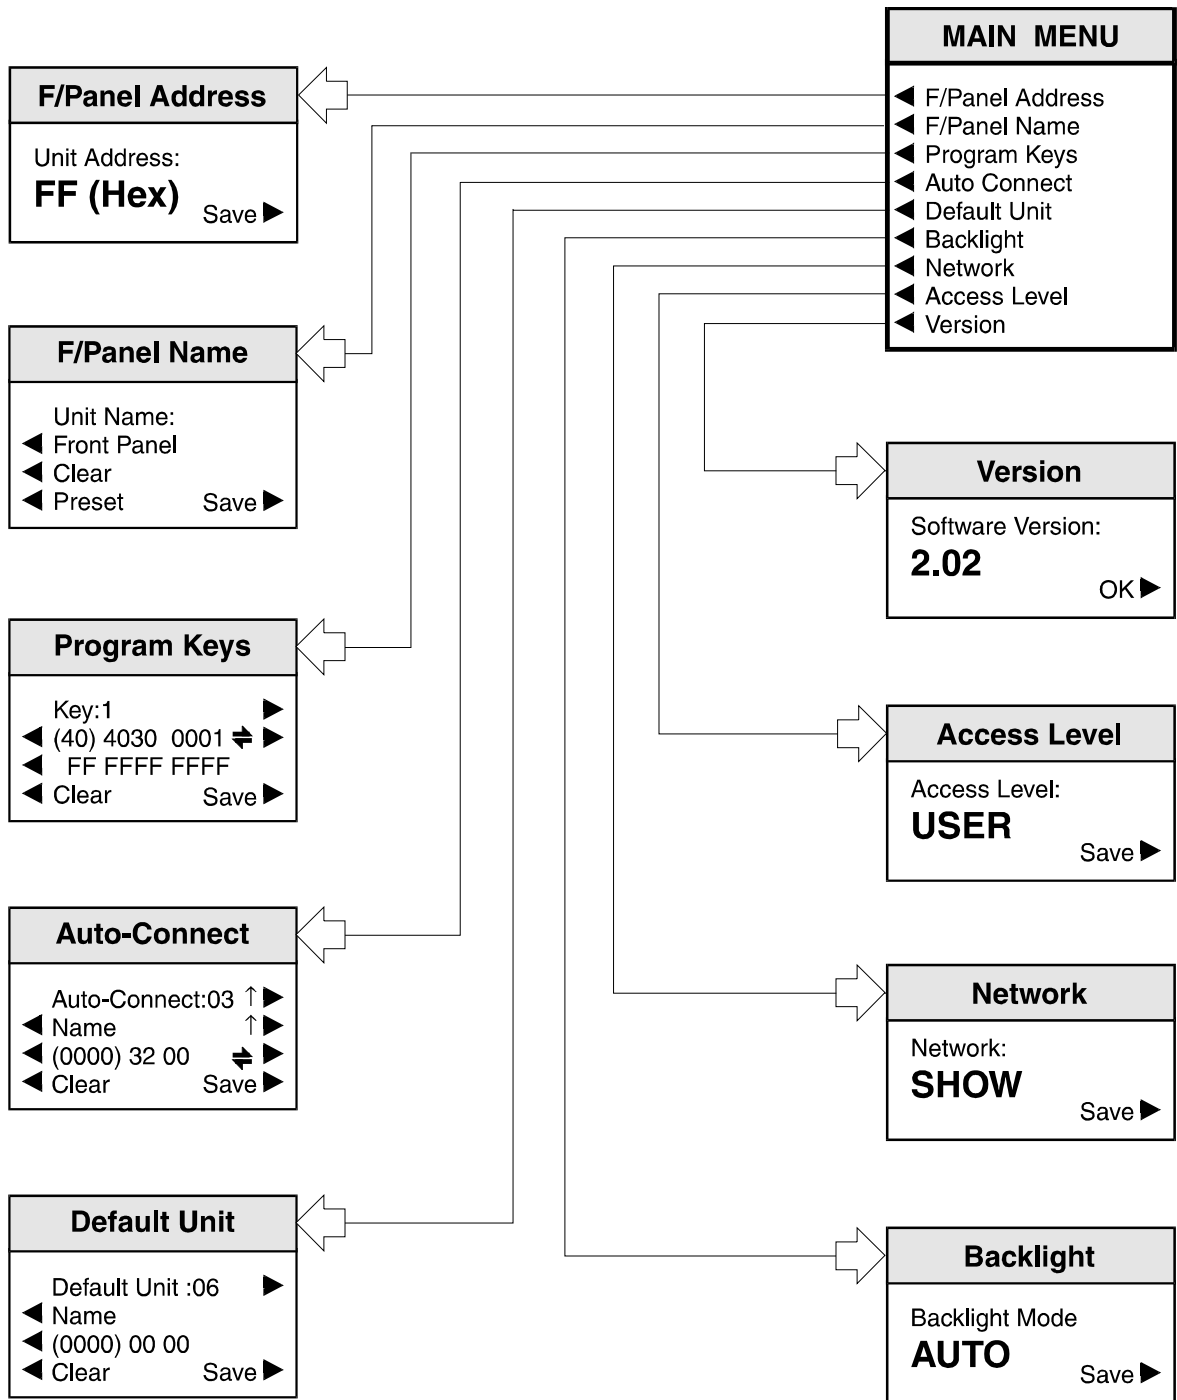 MAIN MENU
◀ F/Panel Address
◀ F/Panel Name
◀ Program Keys
◀ Auto Connect
◀ Default Unit
◀ Backlight
◀ Network
◀ Access Level
◀ Version
F/Panel Address
Unit Address:
FF (Hex)
Save ▶
F/Panel Name
Unit Name:
◀ Front Panel
◀ Clear
◀ Preset Save ▶
Program Keys
Key:1 ▶
◀ (40) 4030 0001 ⇌ ▶
◀ FF FFFF FFFF
◀ Clear Save ▶
Auto-Connect
Auto-Connect:03 ↑ ▶
◀ Name ↑ ▶
◀ (0000) 32 00 ⇌ ▶
◀ Clear Save ▶
Default Unit
Default Unit :06 ▶
◀ Name
◀ (0000) 00 00
◀ Clear Save ▶
Version
Software Version:
2.02
OK ▶
Access Level
Access Level:
USER
Save ▶
Network
Network:
SHOW
Save ▶
Backlight
Backlight Mode
AUTO
Save ▶